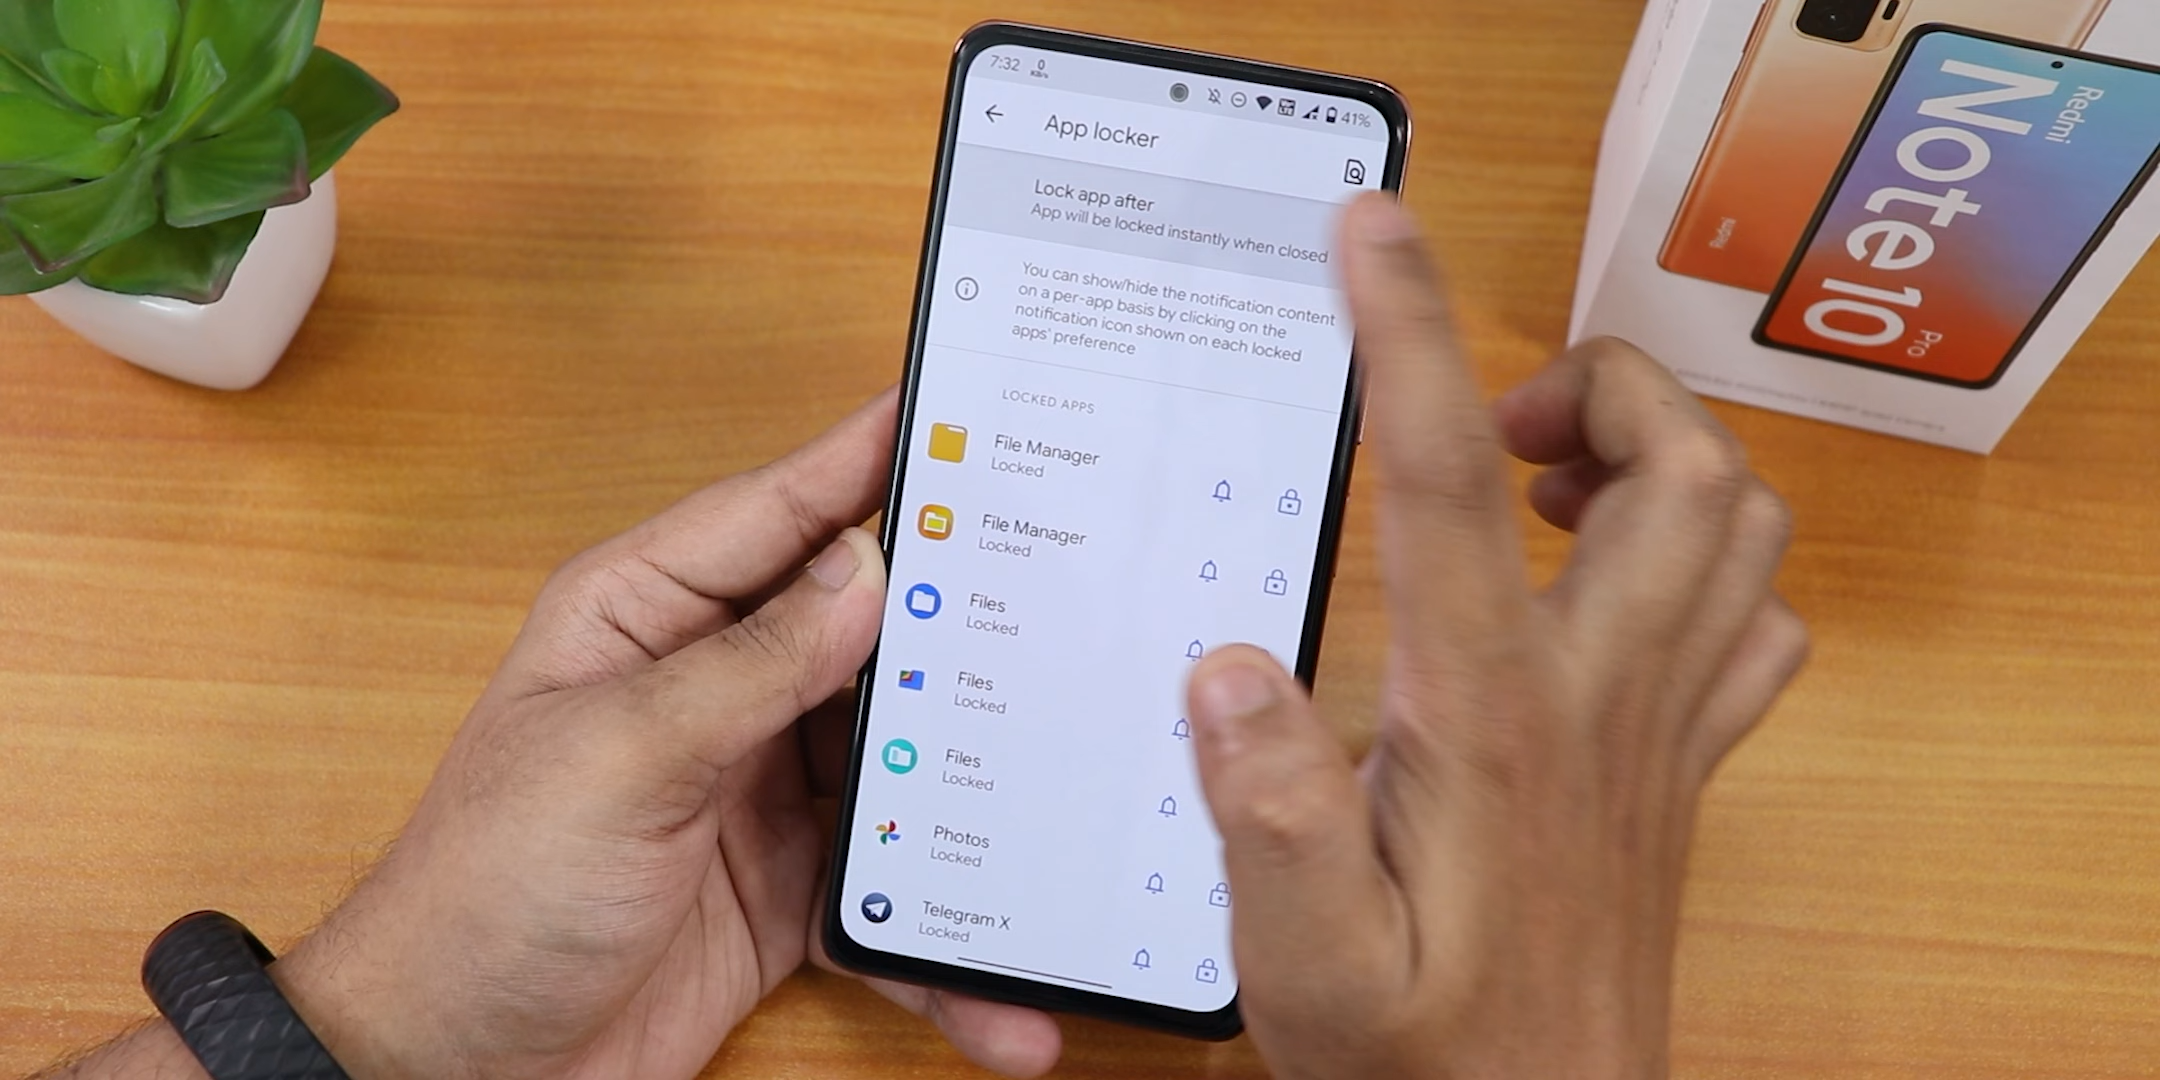 7:32 0 KB/s 41%
App locker
Lock app after
App will be locked instantly when closed
You can show/hide the notification content
on a per-app basis by clicking on the
notification icon shown on each locked
apps' preference
LOCKED APPS
File Manager
Locked
File Manager
Locked
Files
Locked
Files
Locked
Files
Locked
Photos
Locked
Telegram X
Locked
Redmi
Note 10
Pro
Redmi